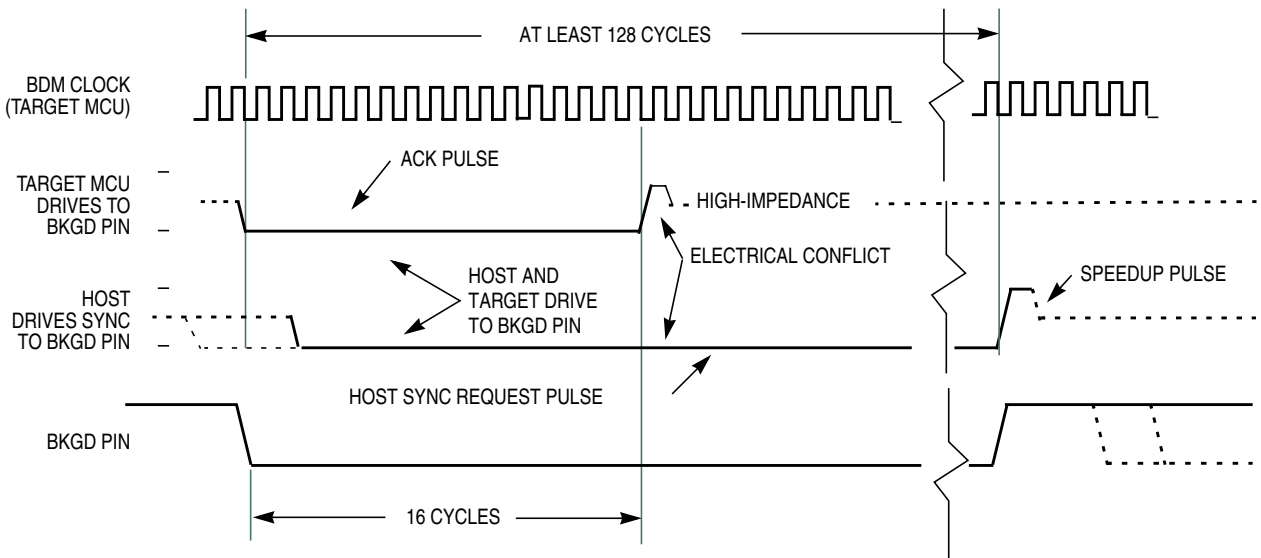 AT LEAST 128 CYCLES
BDM CLOCK
(TARGET MCU)
ACK PULSE
TARGET MCU
DRIVES TO
BKGD PIN
HIGH-IMPEDANCE
ELECTRICAL CONFLICT
HOST AND
TARGET DRIVE
TO BKGD PIN
SPEEDUP PULSE
HOST
DRIVES SYNC
TO BKGD PIN
HOST SYNC REQUEST PULSE
BKGD PIN
16 CYCLES